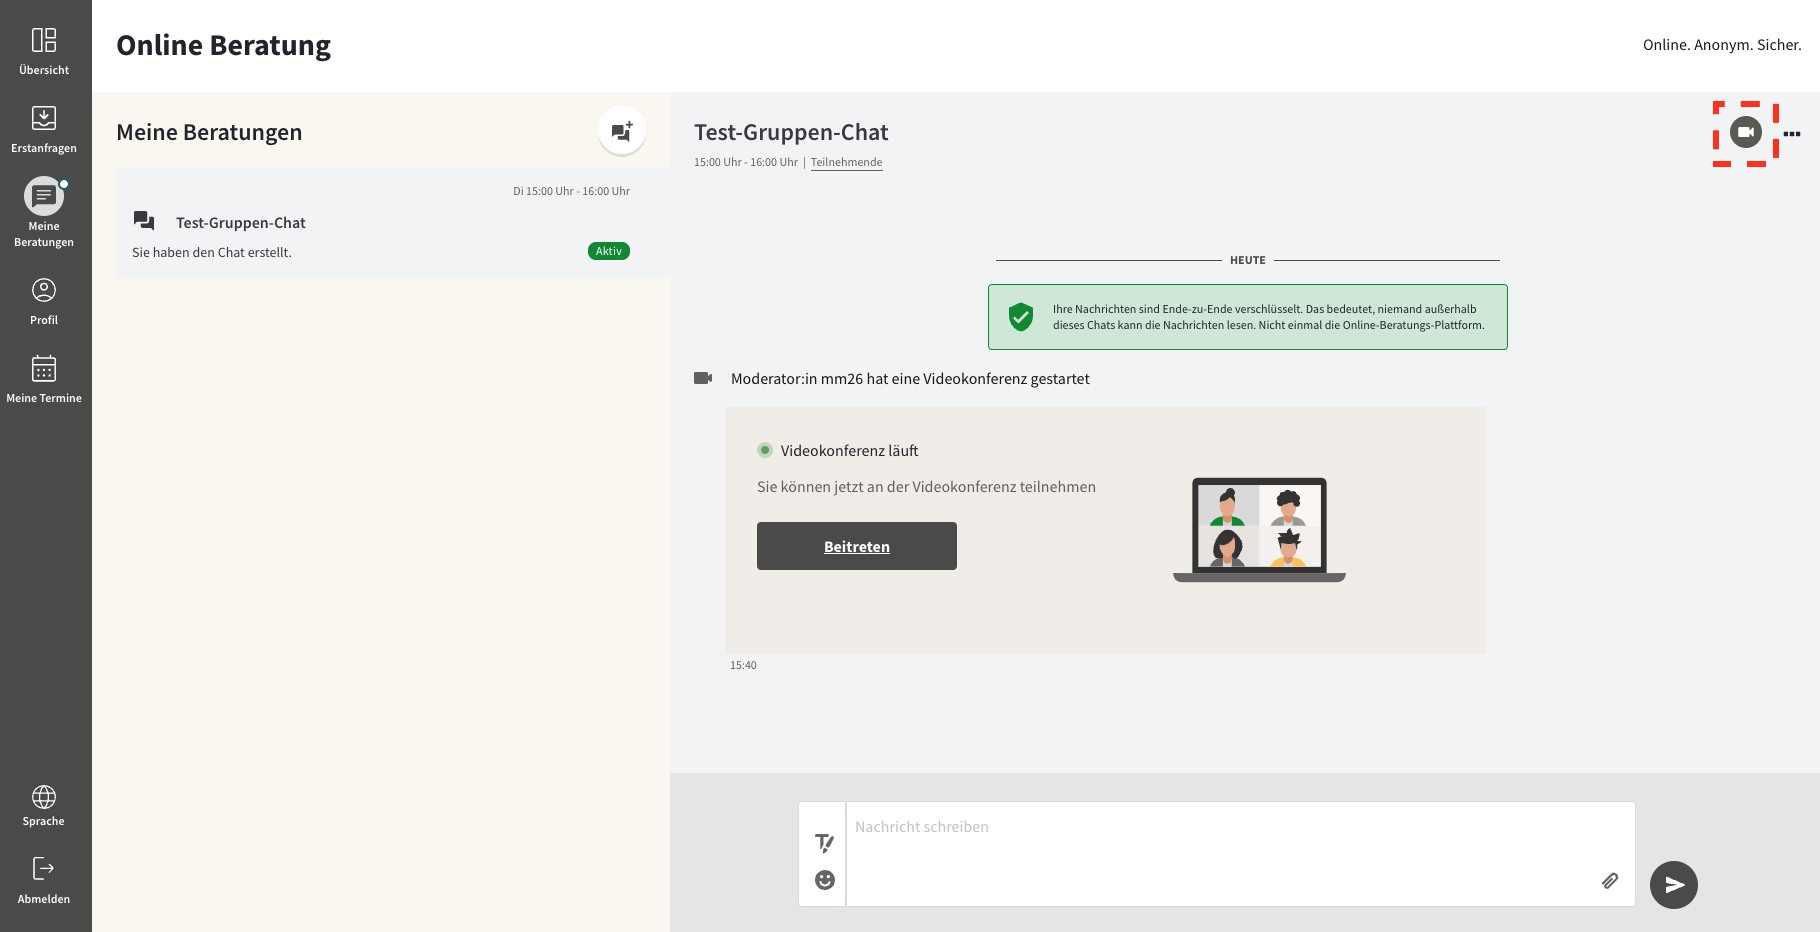 Online Beratung
Online. Anonym. Sicher.
Übersicht
Erstanfragen
Meine
Beratungen
Profil
Meine Termine
Sprache
Abmelden
Meine Beratungen
Di 15:00 Uhr - 16:00 Uhr
Test-Gruppen-Chat
Sie haben den Chat erstellt.
Aktiv
Test-Gruppen-Chat
15:00 Uhr - 16:00 Uhr | Teilnehmende
HEUTE
Ihre Nachrichten sind Ende-zu-Ende verschlüsselt. Das bedeutet, niemand außerhalb
dieses Chats kann die Nachrichten lesen. Nicht einmal die Online-Beratungs-Plattform.
Moderator:in mm26 hat eine Videokonferenz gestartet
Videokonferenz läuft
Sie können jetzt an der Videokonferenz teilnehmen
Beitreten
15:40
Nachricht schreiben